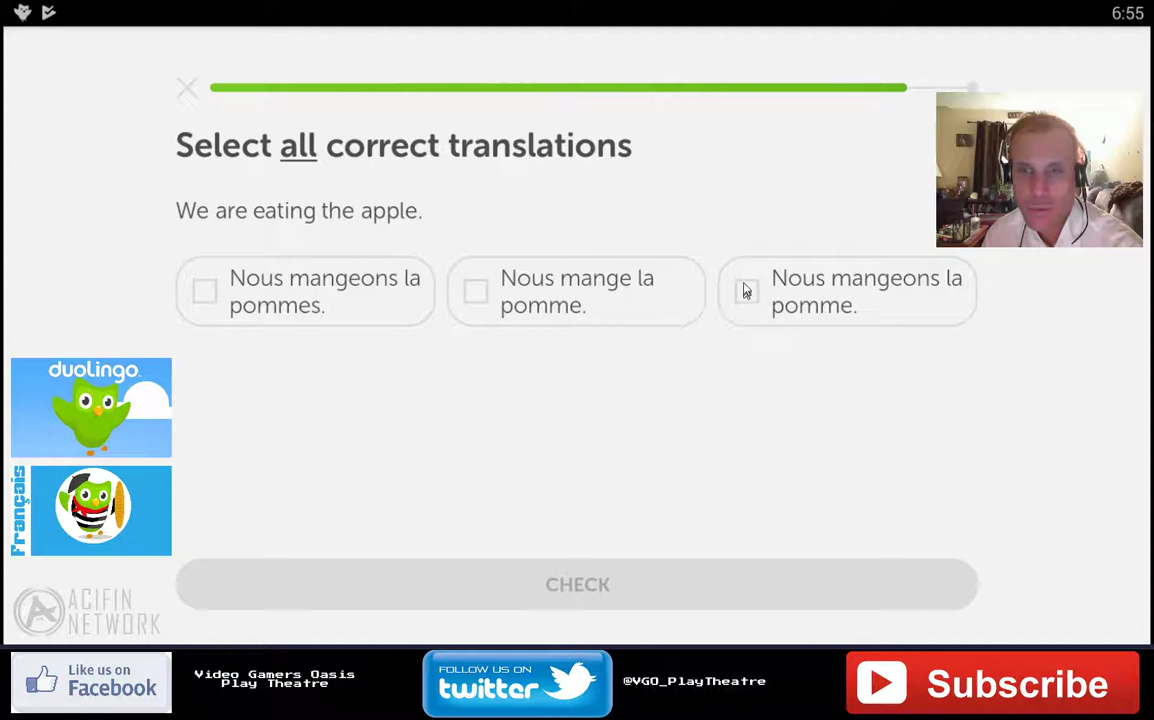 6:55
Select all correct translations
We are eating the apple.
Nous mangeons la
pommes.
Nous mange la
pomme.
Nous mangeons la
pomme.
duolingo
Français
CHECK
ACIFIN
NETWORK
Like us on
Facebook
Video Gamers Oasis
Play Theatre
FOLLOW US ON
twitter
@VGO_PlayTheatre
Subscribe